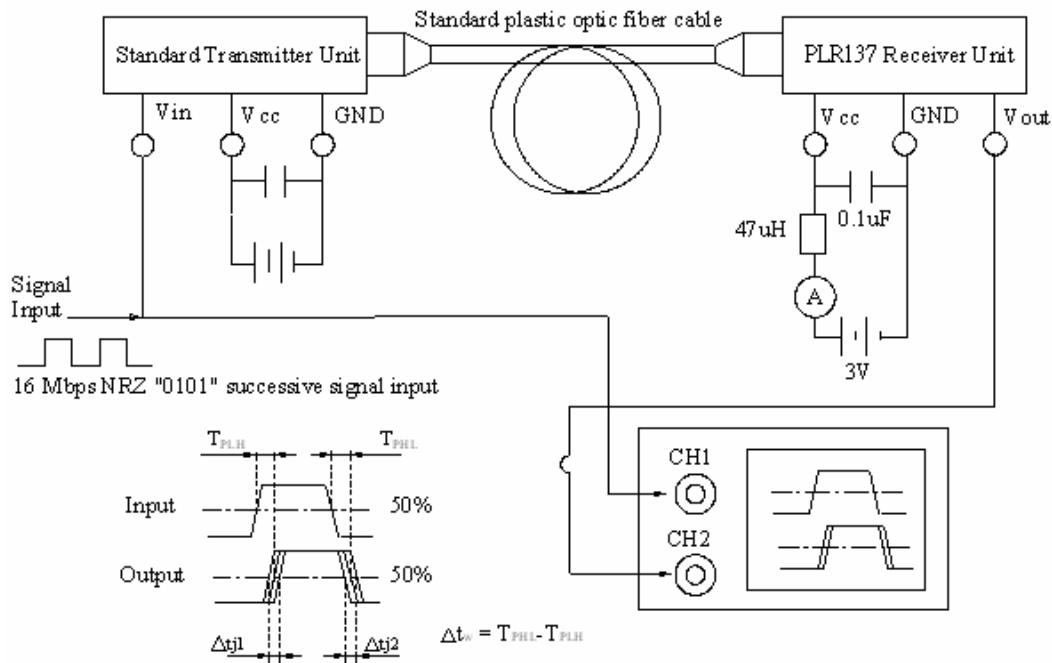 Standard plastic optic fiber cable
Standard Transmitter Unit
PLR137 Receiver Unit
Vin
Vcc
GND
Vcc
GND
Vout
0.1uF
47uH
A
3V
Signal
Input
16 Mbps NRZ "0101" successive signal input
TPLH
TPHL
Input
50%
Output
50%
Δtj1
Δtj2
Δtw = TPHL-TPLH
CH1
CH2